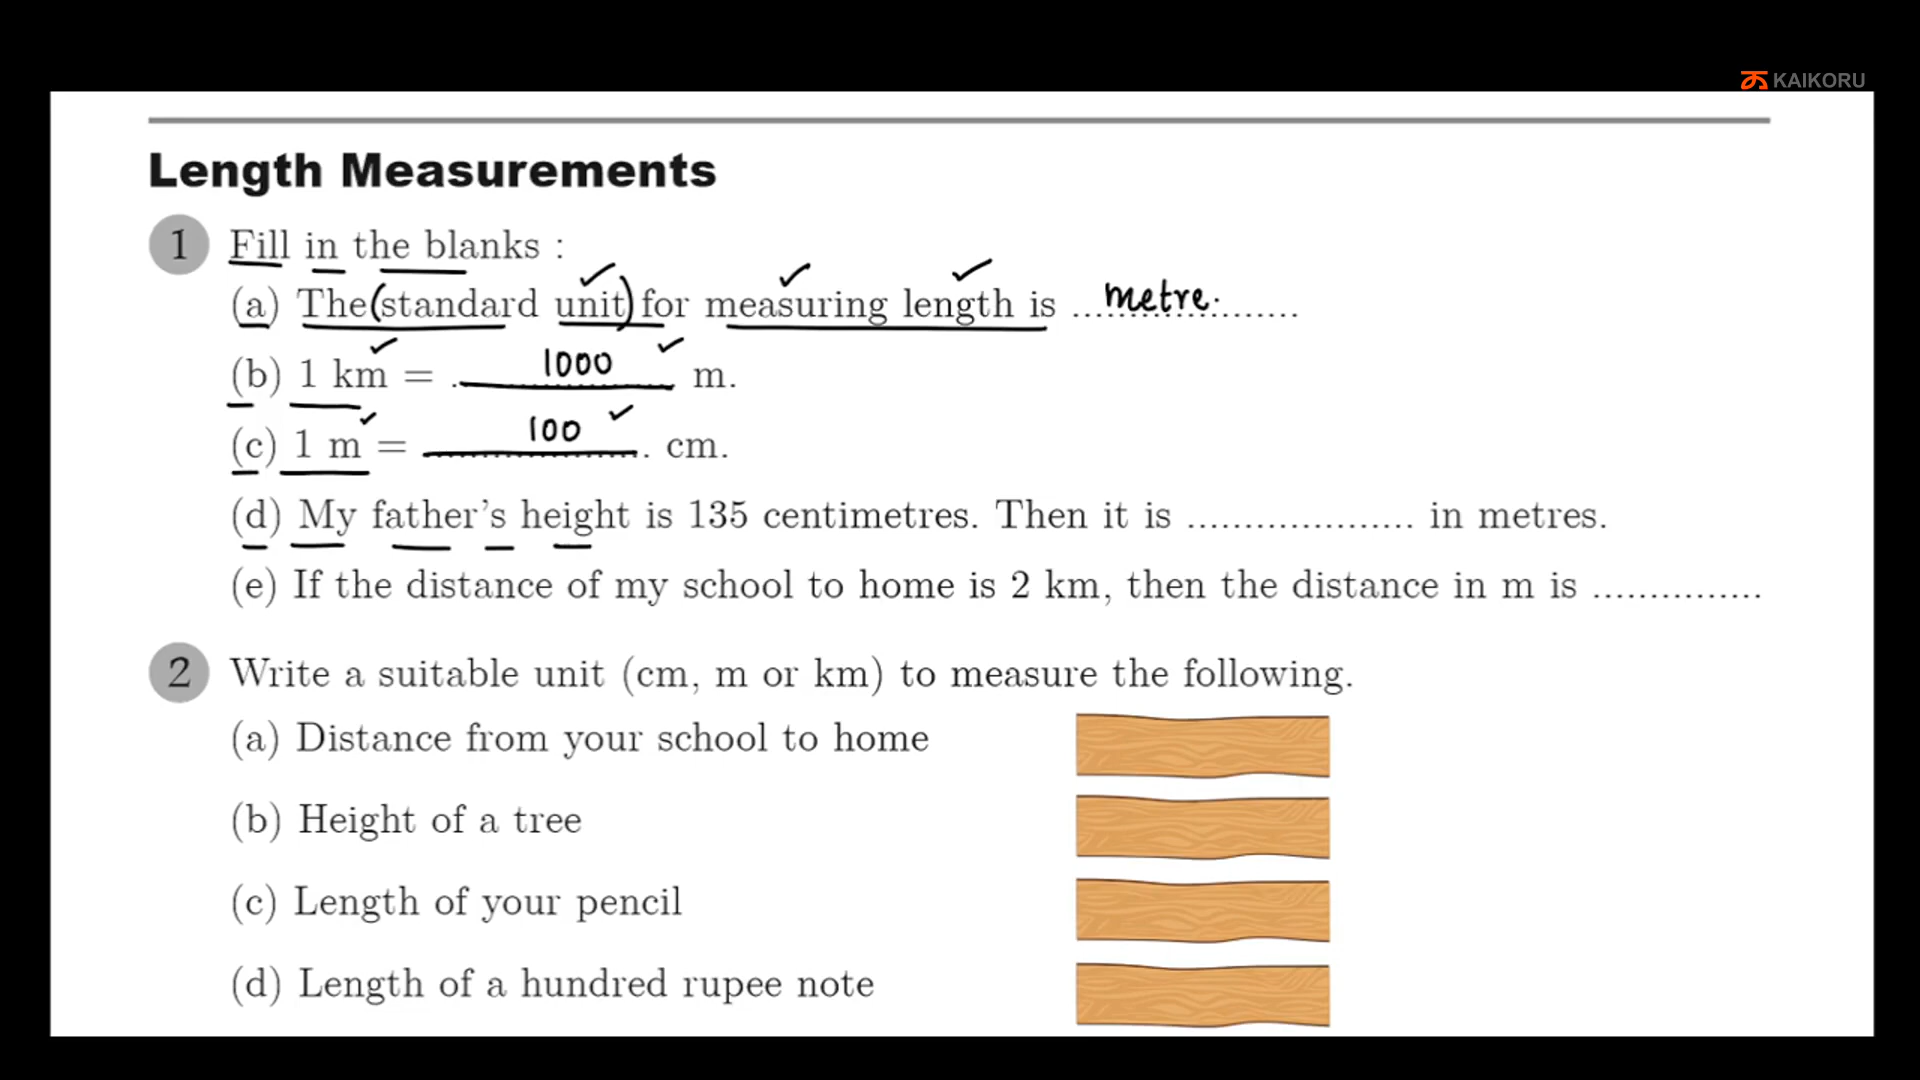 KAIKORU
Length Measurements
1 Fill in the blanks :
(a) The (standard unit) for measuring length is ... metre. ..........
(b) 1 km = . 1000 m.
(c) 1 m = 100 . cm.
(d) My father's height is 135 centimetres. Then it is .................... in metres.
(e) If the distance of my school to home is 2 km, then the distance in m is ...............
2 Write a suitable unit (cm, m or km) to measure the following.
(a) Distance from your school to home
(b) Height of a tree
(c) Length of your pencil
(d) Length of a hundred rupee note